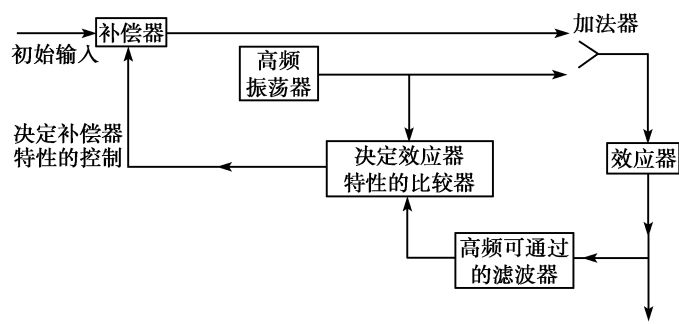 补偿器
加法器
初始输入
高频
振荡器
决定补偿器
特性的控制
决定效应器
特性的比较器
效应器
高频可通过
的滤波器